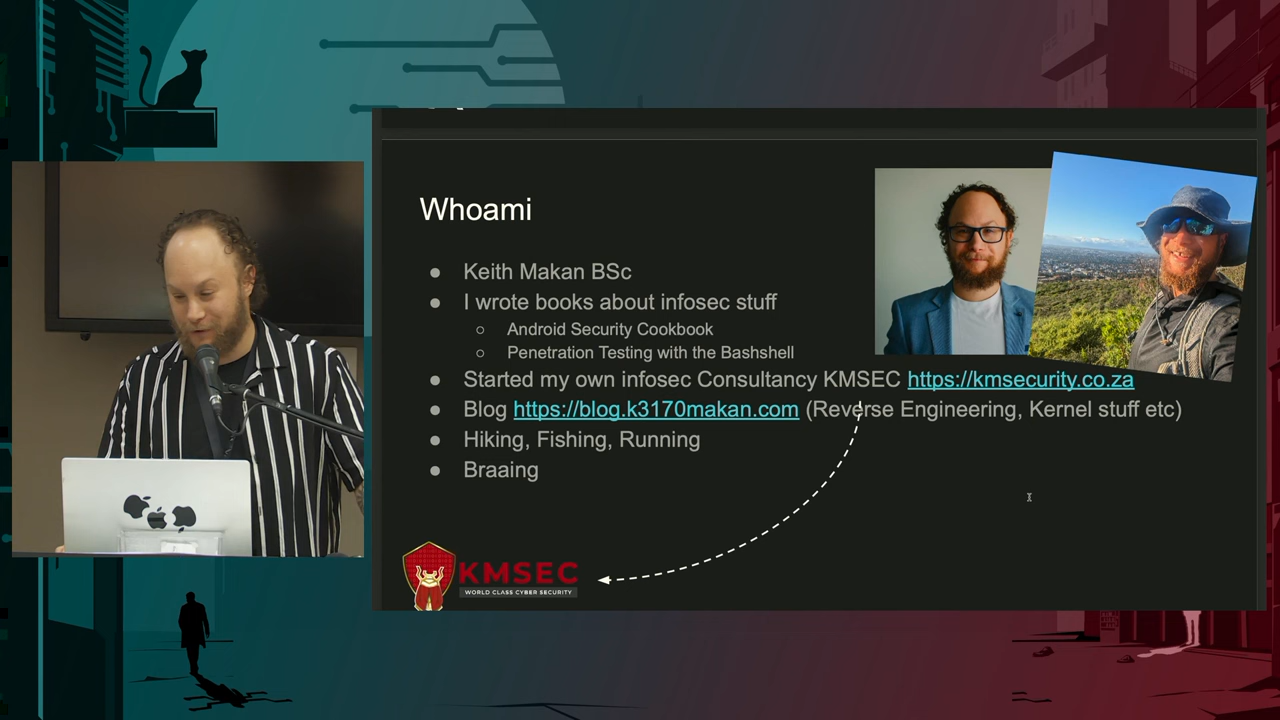 Whoami
● Keith Makan BSc
● I wrote books about infosec stuff
○ Android Security Cookbook
○ Penetration Testing with the Bashshell
● Started my own infosec Consultancy KMSEC https://kmsecurity.co.za
● Blog https://blog.k3170makan.com (Reverse Engineering, Kernel stuff etc)
● Hiking, Fishing, Running
● Braaing
KMSEC
WORLD CLASS CYBER SECURITY